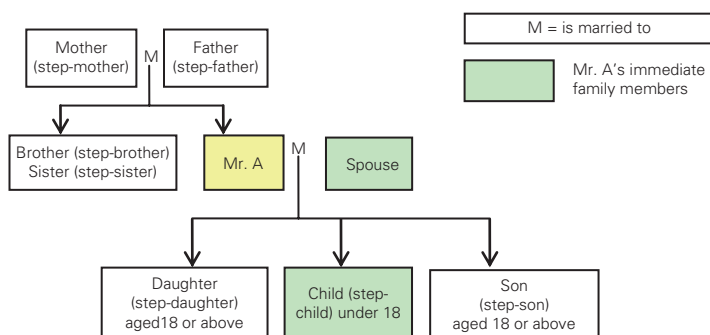 Mother
(step-mother)
M
Father
(step-father)
M = is married to
Mr. A's immediate
family members
Brother (step-brother)
Sister (step-sister)
Mr. A
M
Spouse
Daughter
(step-daughter)
aged18 or above
Child (step-
child) under 18
Son
(step-son)
aged 18 or above